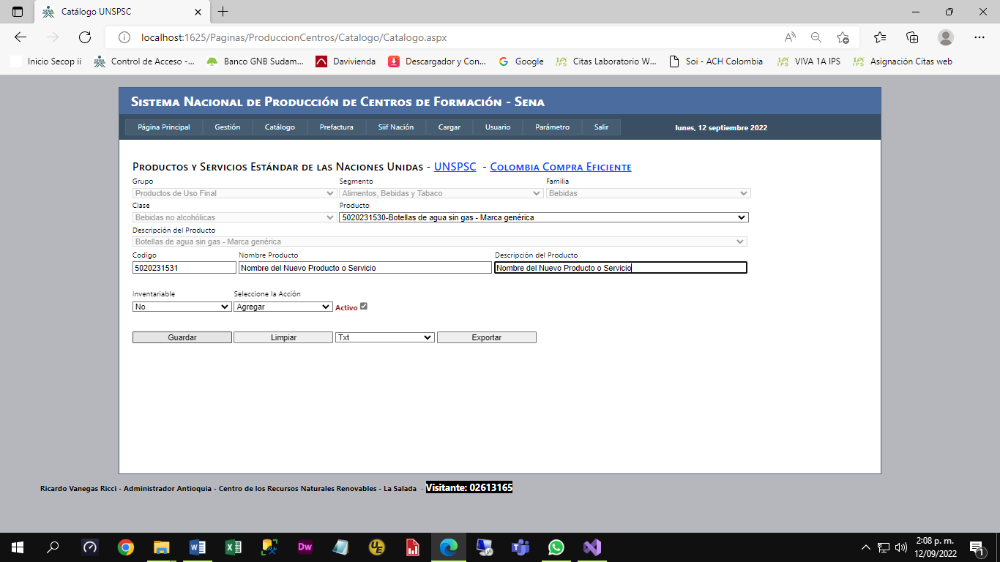 Catálogo UNSPSC
localhost:1625/Paginas/ProduccionCentros/Catalogo/Catalogo.aspx
Inicio Secop ii
Control de Acceso -...
Banco GNB Sudam...
Davivienda
Descargador y Con...
Google
Citas Laboratorio W...
Soi - ACH Colombia
VIVA 1A IPS
Asignación Citas web
Sistema Nacional de Producción de Centros de Formación - Sena
Página Principal Gestión Catálogo Prefactura Siif Nación Cargar Usuario Parámetro Salir lunes, 12 septiembre 2022
Productos y Servicios Estándar de las Naciones Unidas - UNSPSC - Colombia Compra Eficiente
Grupo Segmento Familia
Productos de Uso Final Alimentos, Bebidas y Tabaco Bebidas
Clase Producto
Bebidas no alcohólicas 5020231530-Botellas de agua sin gas - Marca genérica
Descripción del Producto
Botellas de agua sin gas - Marca genérica
Codigo Nombre Producto Descripción del Producto
5020231531 Nombre del Nuevo Producto o Servicio Nombre del Nuevo Producto o Servicio
Inventariable Seleccione la Acción
No Agregar Activo
Guardar Limpiar Txt Exportar
Ricardo Vanegas Ricci - Administrador Antioquia - Centro de los Recursos Naturales Renovables - La Salada - Visitante: 02613165
Dw
UE
2:08 p. m.
12/09/2022
1